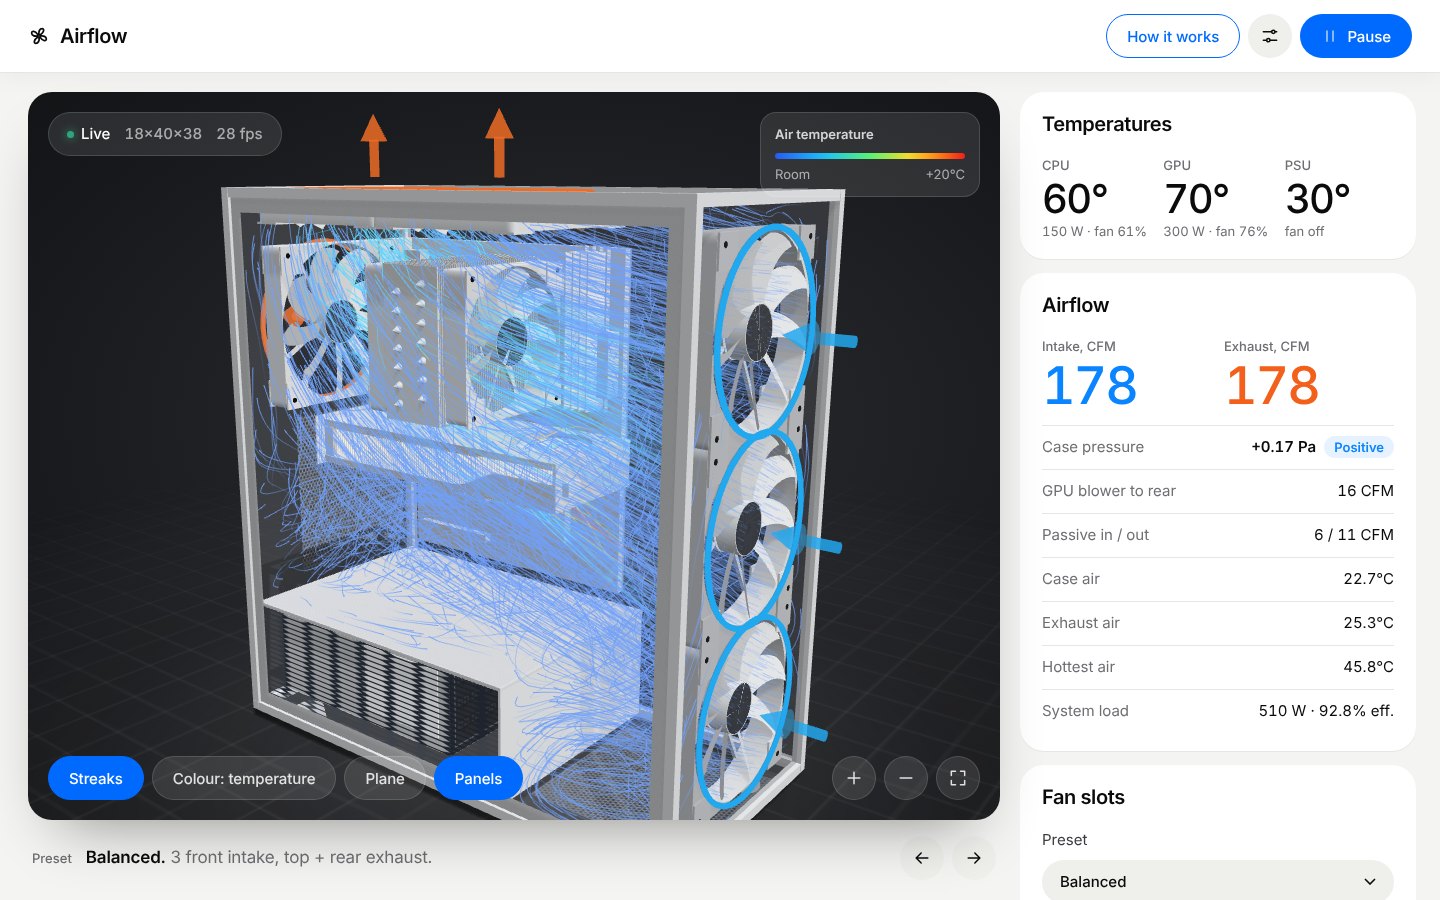 Airflow
How it works
Pause
Live 18×40×38 28 fps
Air temperature
Room +20°C
Streaks
Colour: temperature
Plane
Panels
Preset Balanced. 3 front intake, top + rear exhaust.
Temperatures
CPU GPU PSU
60° 70° 30°
150 W · fan 61% 300 W · fan 76% fan off
Airflow
Intake, CFM Exhaust, CFM
178 178
Case pressure +0.17 Pa Positive
GPU blower to rear 16 CFM
Passive in / out 6 / 11 CFM
Case air 22.7°C
Exhaust air 25.3°C
Hottest air 45.8°C
System load 510 W · 92.8% eff.
Fan slots
Preset
Balanced